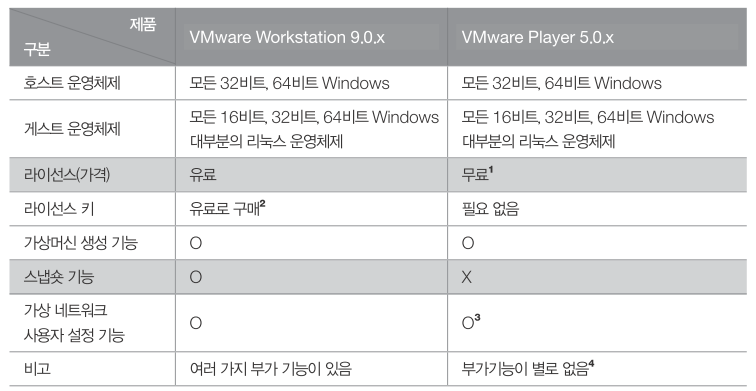 제품
구분
VMware Workstation 9.0.x
VMware Player 5.0.x
호스트 운영체제
모든 32비트, 64비트 Windows
모든 32비트, 64비트 Windows
게스트 운영체제
모든 16비트, 32비트, 64비트 Windows
대부분의 리눅스 운영체제
모든 16비트, 32비트, 64비트 Windows
대부분의 리눅스 운영체제
라이선스(가격)
유료
무료¹
라이선스 키
유료로 구매²
필요 없음
가상머신 생성 기능
O
O
스냅숏 기능
O
X
가상 네트워크
사용자 설정 기능
O
O³
비고
여러 가지 부가 기능이 있음
부가기능이 별로 없음⁴